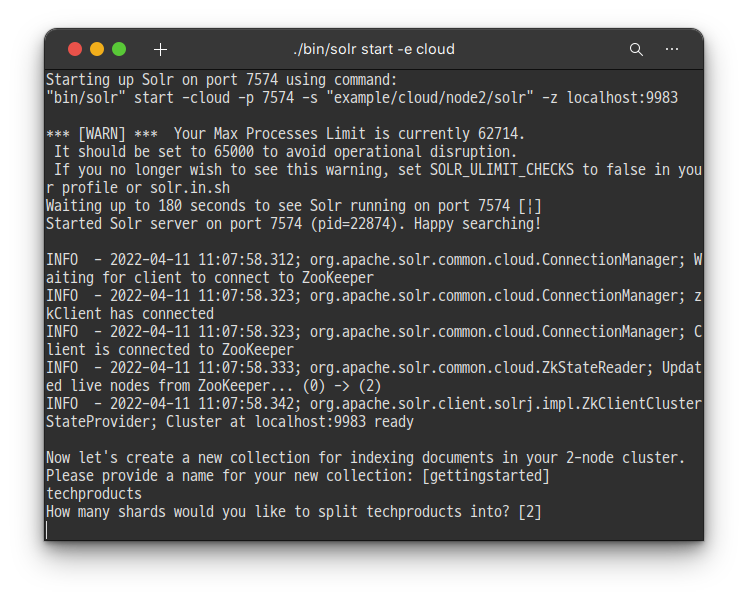 ./bin/solr start -e cloud
Starting up Solr on port 7574 using command:
"bin/solr" start -cloud -p 7574 -s "example/cloud/node2/solr" -z localhost:9983
*** [WARN] ***  Your Max Processes Limit is currently 62714.
 It should be set to 65000 to avoid operational disruption.
 If you no longer wish to see this warning, set SOLR_ULIMIT_CHECKS to false in you
r profile or solr.in.sh
Waiting up to 180 seconds to see Solr running on port 7574 [¦]
Started Solr server on port 7574 (pid=22874). Happy searching!
INFO  - 2022-04-11 11:07:58.312; org.apache.solr.common.cloud.ConnectionManager; W
aiting for client to connect to ZooKeeper
INFO  - 2022-04-11 11:07:58.323; org.apache.solr.common.cloud.ConnectionManager; z
kClient has connected
INFO  - 2022-04-11 11:07:58.323; org.apache.solr.common.cloud.ConnectionManager; C
lient is connected to ZooKeeper
INFO  - 2022-04-11 11:07:58.333; org.apache.solr.common.cloud.ZkStateReader; Updat
ed live nodes from ZooKeeper... (0) -> (2)
INFO  - 2022-04-11 11:07:58.342; org.apache.solr.client.solrj.impl.ZkClientCluster
StateProvider; Cluster at localhost:9983 ready
Now let's create a new collection for indexing documents in your 2-node cluster.
Please provide a name for your new collection: [gettingstarted]
techproducts
How many shards would you like to split techproducts into? [2]